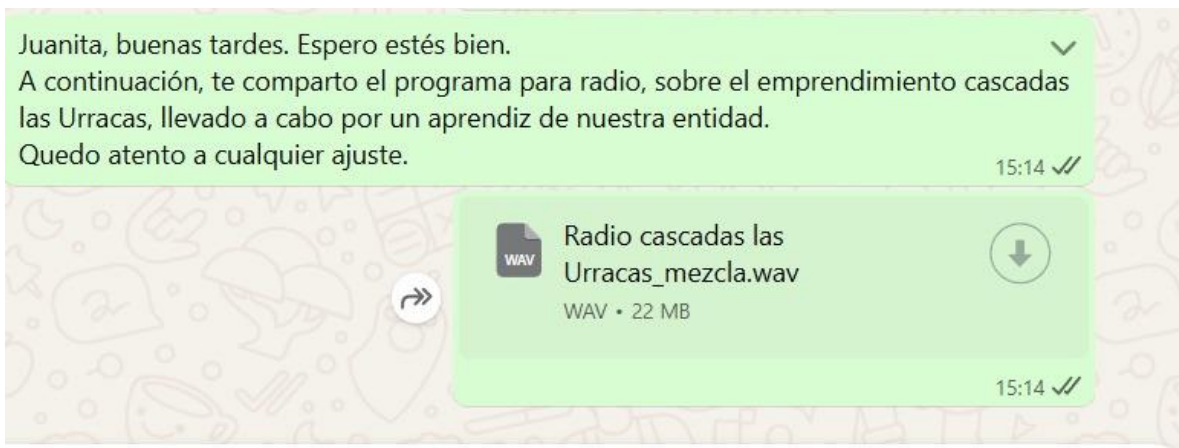 Juanita, buenas tardes. Espero estés bien.
A continuación, te comparto el programa para radio, sobre el emprendimiento cascadas
las Urracas, llevado a cabo por un aprendiz de nuestra entidad.
Quedo atento a cualquier ajuste.
15:14
WAV
Radio cascadas las
Urracas_mezcla.wav
WAV • 22 MB
15:14